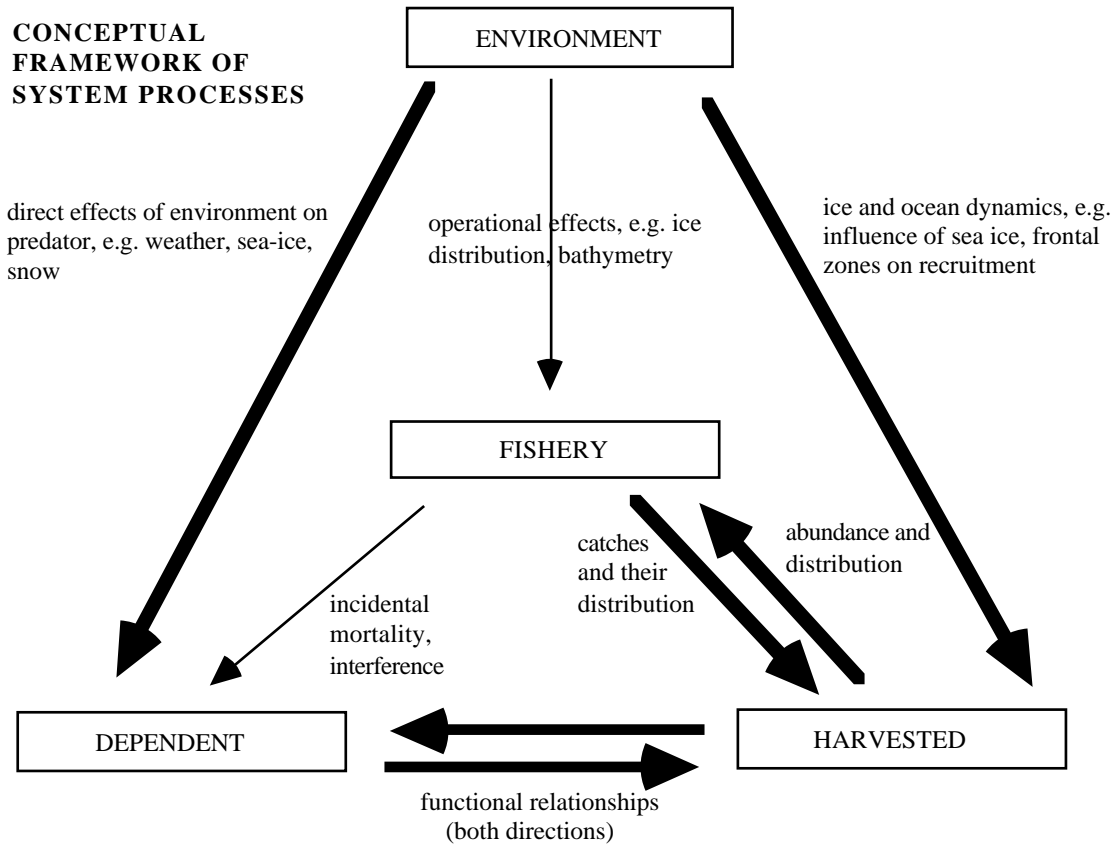 CONCEPTUAL
FRAMEWORK OF
SYSTEM PROCESSES
ENVIRONMENT
direct effects of environment on
predator, e.g. weather, sea-ice,
snow
operational effects, e.g. ice
distribution, bathymetry
ice and ocean dynamics, e.g.
influence of sea ice, frontal
zones on recruitment
FISHERY
catches
and their
distribution
abundance and
distribution
incidental
mortality,
interference
DEPENDENT
HARVESTED
functional relationships
(both directions)